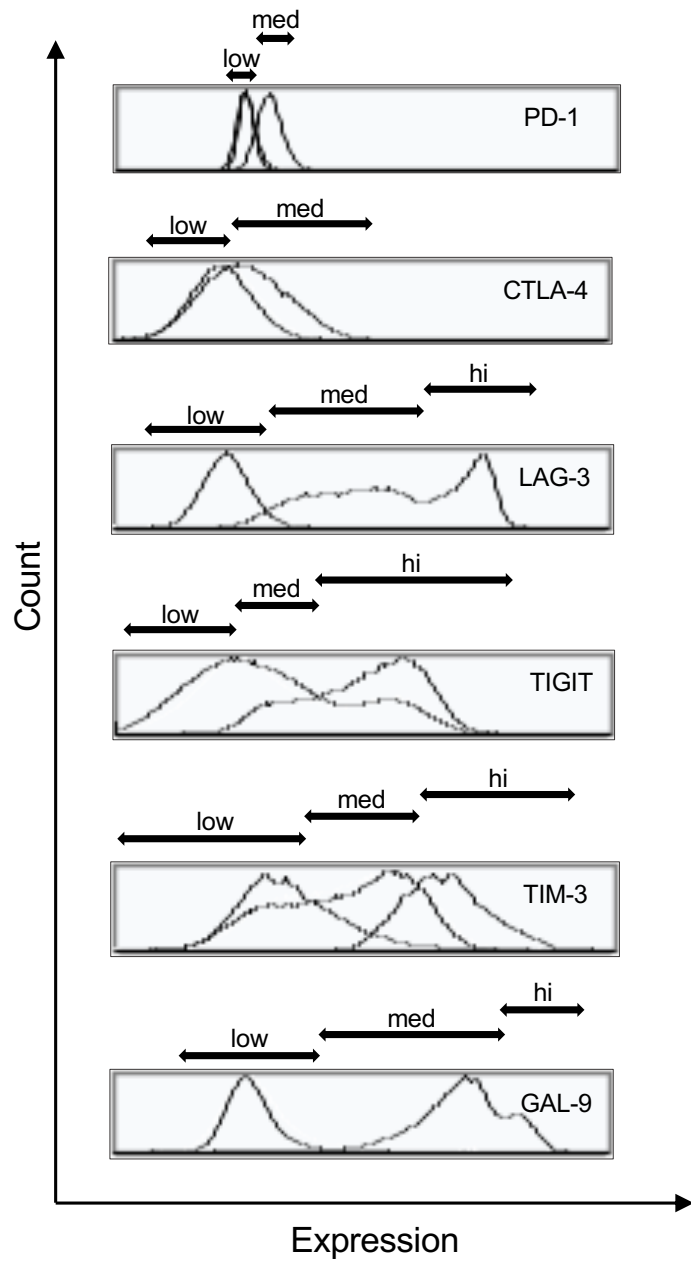 med
low
PD-1
med
low
CTLA-4
hi
med
low
LAG-3
hi
med
low
TIGIT
hi
med
low
TIM-3
hi
med
low
GAL-9
Count
Expression